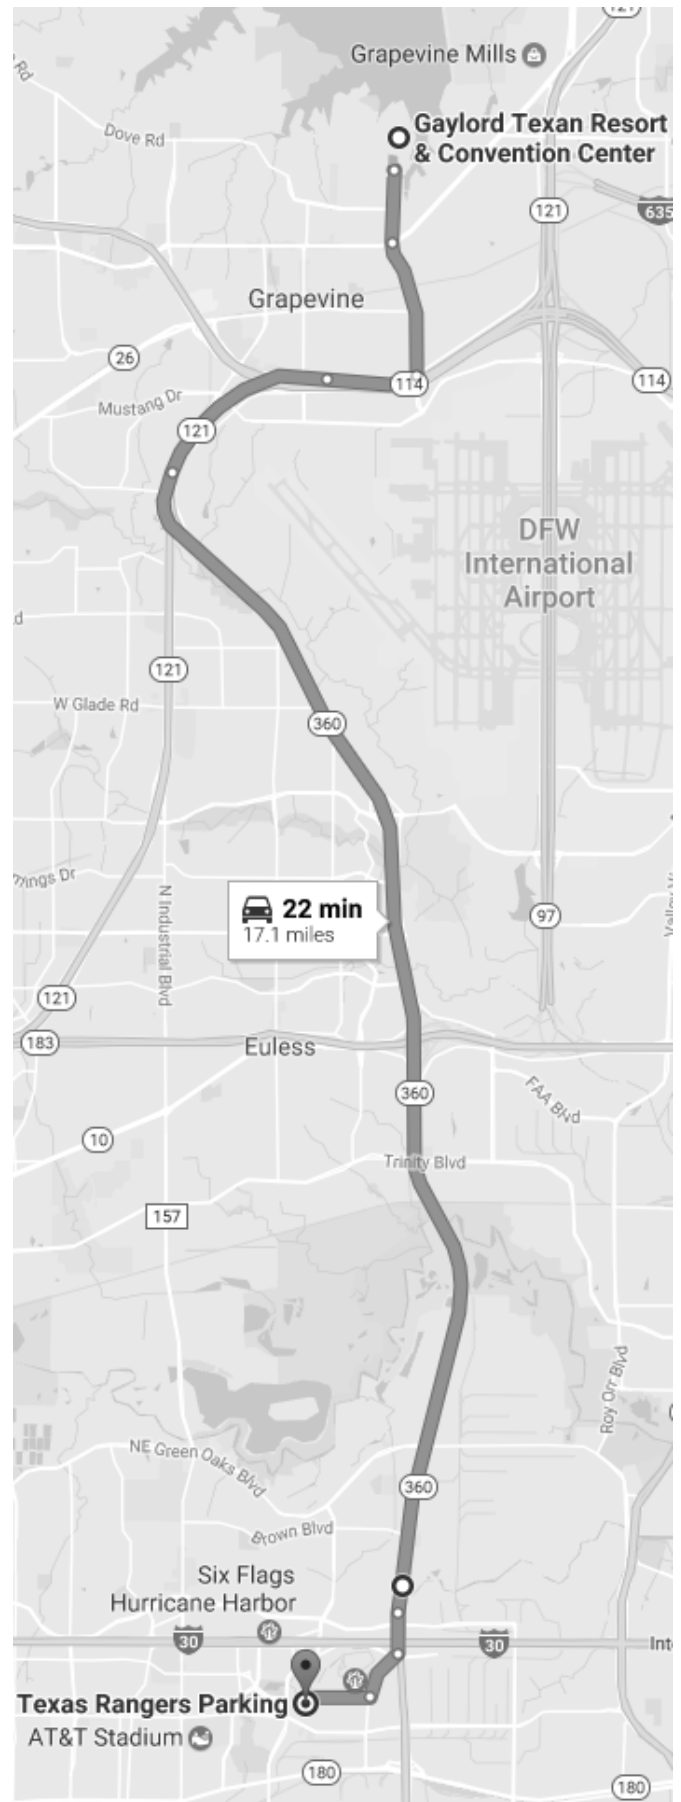 121
Grapevine Mills
Rd
Gaylord Texan Resort
& Convention Center
Dove Rd
121
635
Grapevine
26
114
114
Mustang Dr
121
DFW
International
Airport
121
W Glade Rd
360
22 min
17.1 miles
N Industrial Blvd
97
121
183
Euless
360
FAA Blvd
10
Trinity Blvd
157
Roy Orr Blvd
NE Green Oaks Blvd
360
Brown Blvd
Six Flags
Hurricane Harbor
30
30
Int
Texas Rangers Parking
AT&T Stadium
180
180